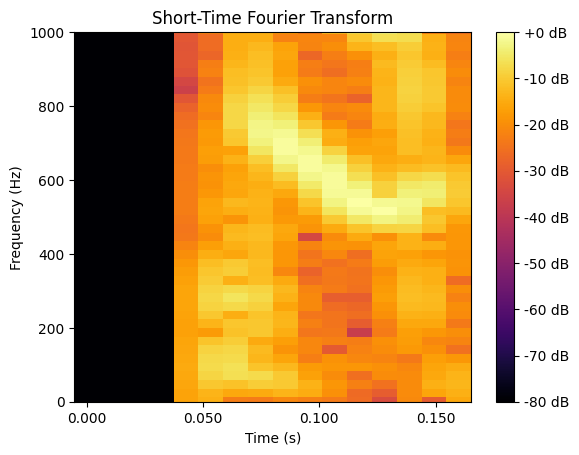 Short-Time Fourier Transform
1000
800
600
400
200
0
Frequency (Hz)
0.000
0.050
0.100
0.150
Time (s)
+0 dB
-10 dB
-20 dB
-30 dB
-40 dB
-50 dB
-60 dB
-70 dB
-80 dB